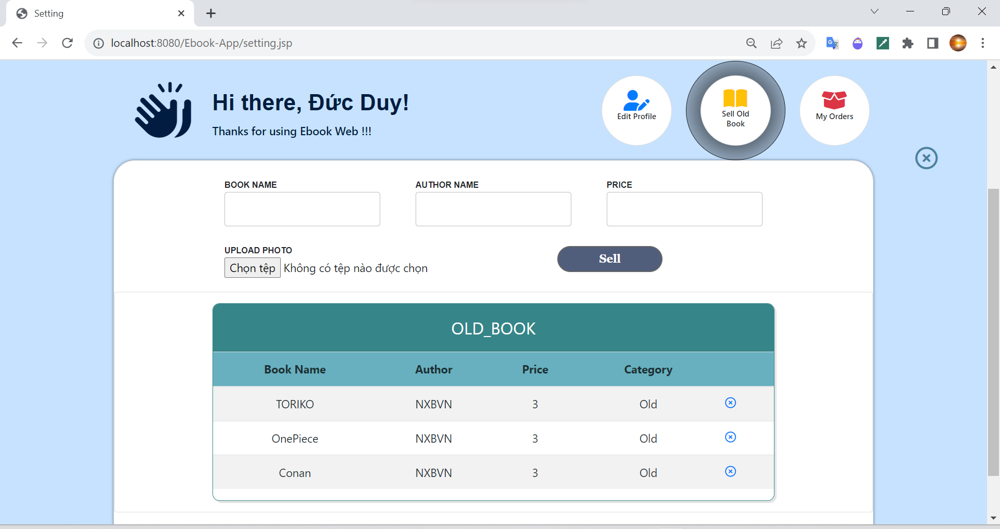 Setting
localhost:8080/Ebook-App/setting.jsp
Hi there, Đức Duy!
Thanks for using Ebook Web !!!
Edit Profile
Sell Old
Book
My Orders
BOOK NAME
AUTHOR NAME
PRICE
UPLOAD PHOTO
Chọn tệp Không có tệp nào được chọn
Sell
OLD_BOOK
Book Name Author Price Category
TORIKO NXBVN 3 Old
OnePiece NXBVN 3 Old
Conan NXBVN 3 Old